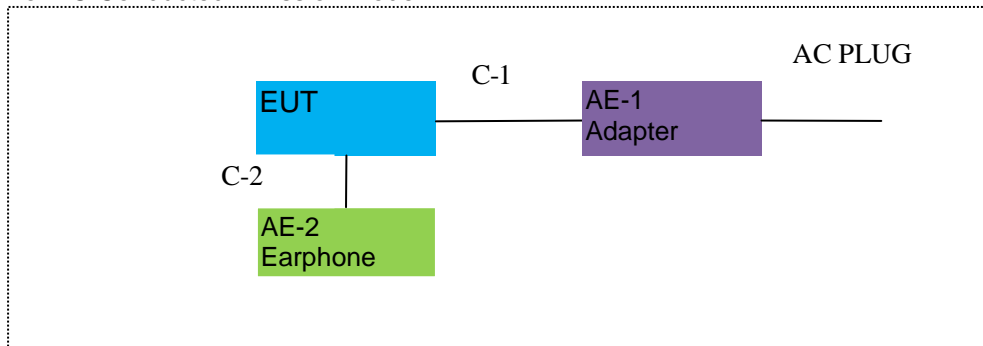 AC PLUG
C-1
EUT
AE-1
Adapter
C-2
AE-2
Earphone